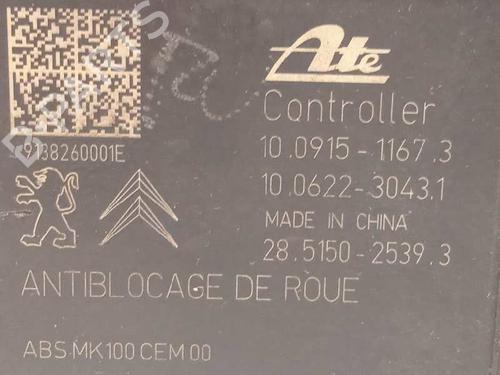 Ate
Controller
9138260001E
10.0915-1167.3
10.0622-3043.1
MADE IN CHINA
28.5150-2539.3
ANTIBLOCAGE DE ROUE
ABS MK100 CEM 00